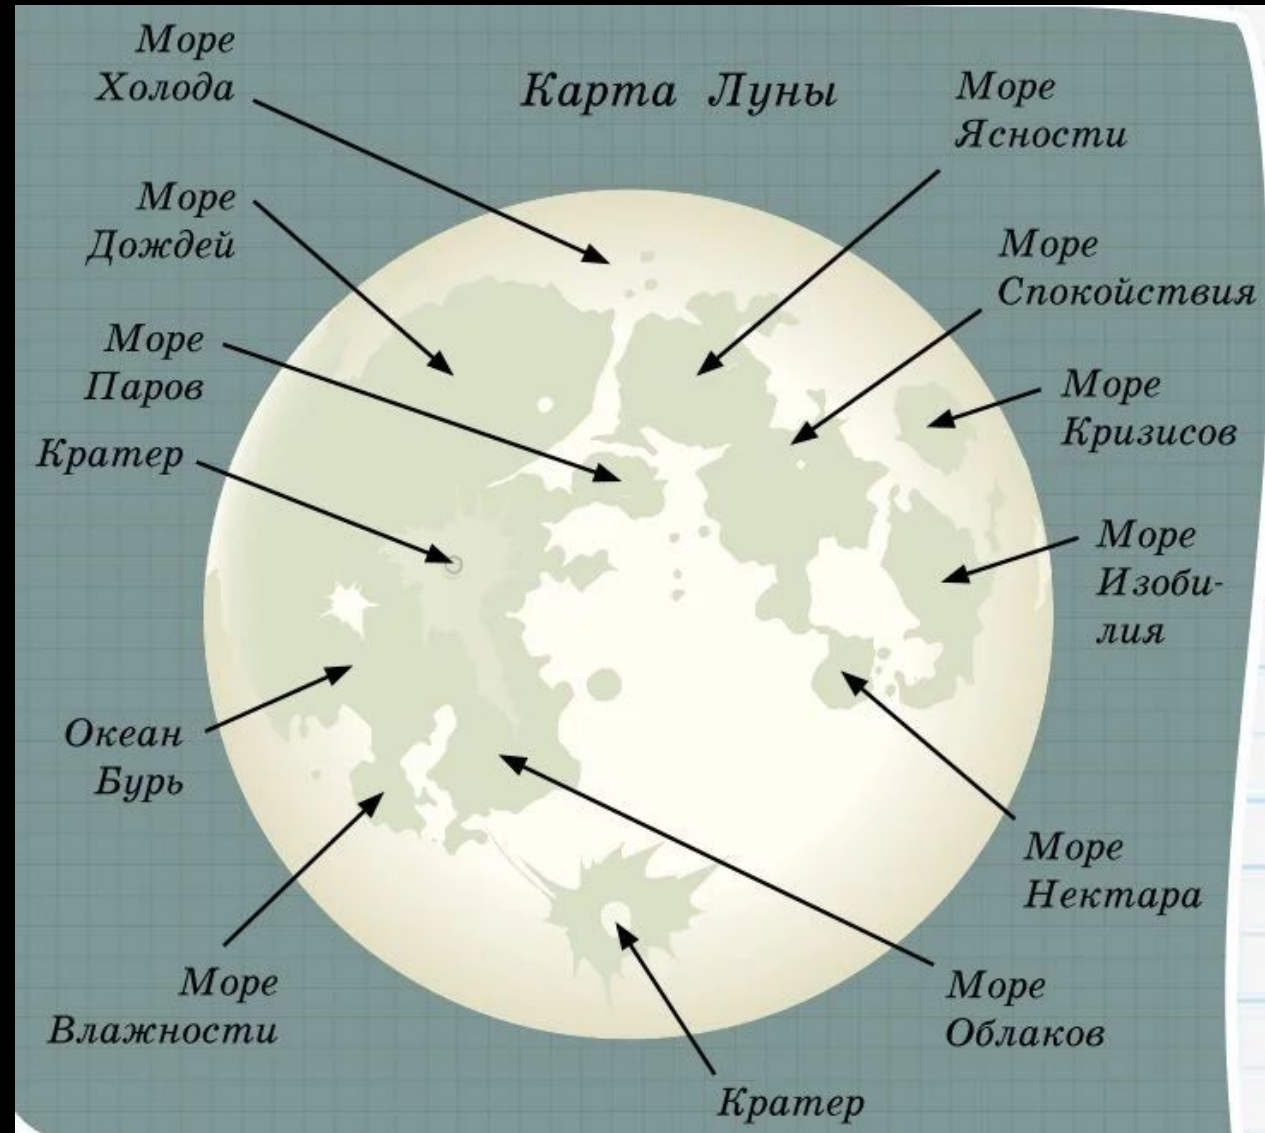 Карта Луны
Море
Холода
Море
Дождей
Море
Паров
Кратер
Океан
Бурь
Море
Влажности
Море
Ясности
Море
Спокойствия
Море
Кризисов
Море
Изоби-
лия
Море
Нектара
Море
Облаков
Кратер